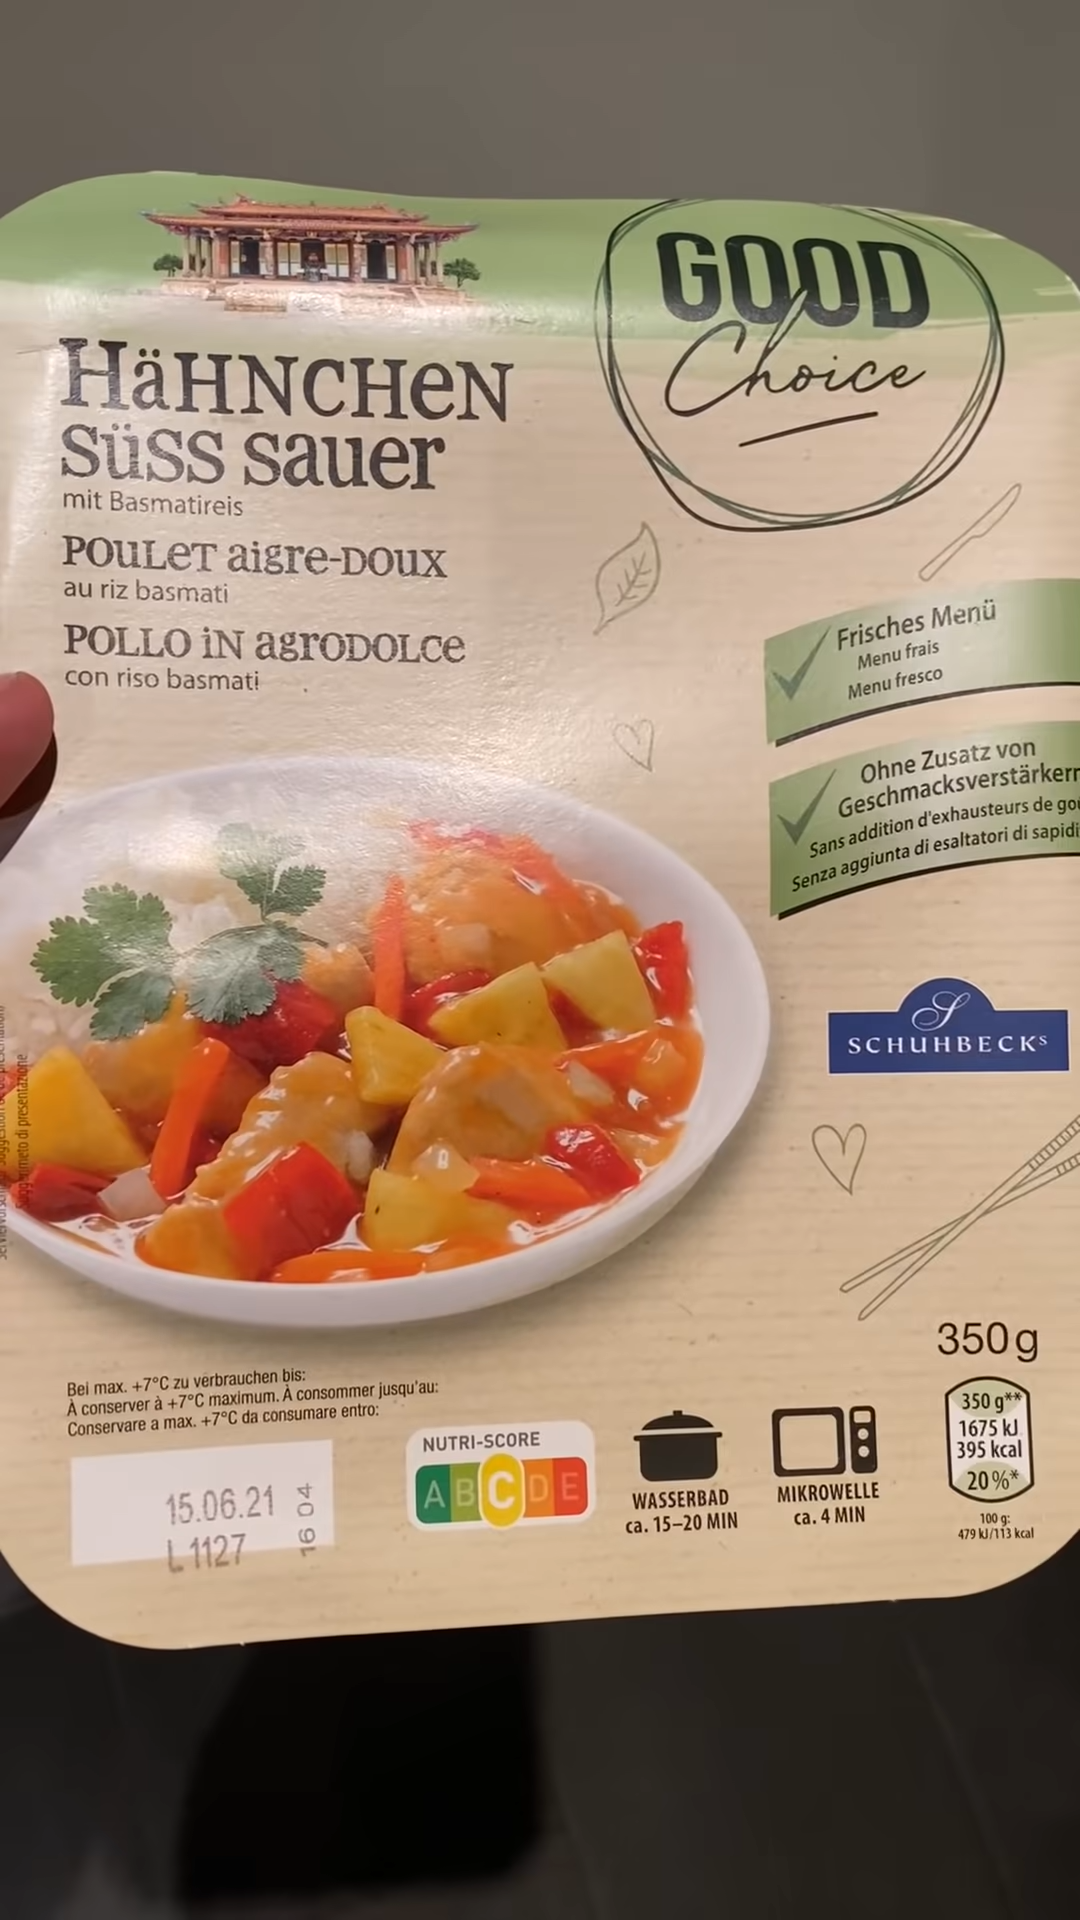 GOOD
Choice
HäHNCHeN
süss sauer
mit Basmatireis
POuLeT aigre-DOUX
au riz basmati
POLLO iN agroDOLce
con riso basmati
Frisches Menü
Menu frais
Menu fresco
Ohne Zusatz von
Geschmacksverstärkern
Sans addition d'exhausteurs de
Senza aggiunta di esaltatori di
SCHUHBECKS
di presentazione
350g
Bei max. +7°C zu verbrauchen bis:
À conserver à +7°C maximum. À consommer jusqu'au:
Conservare a max. +7°C da consumare entro:
15.06.21
L1127
16 04
NUTRI-SCORE
A B C D E
WASSERBAD
ca. 15–20 MIN
MIKROWELLE
ca. 4 MIN
350 g**
1675 kJ
395 kcal
20%*
100 g:
479 kJ/113 kcal